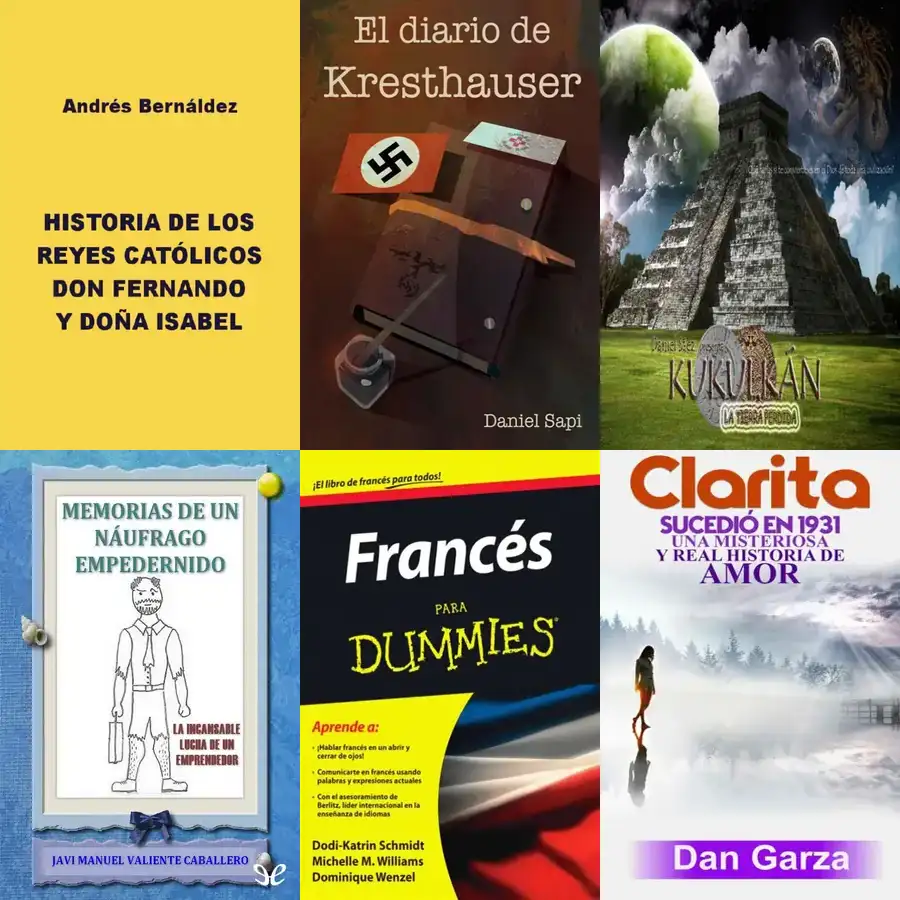 Andrés Bernáldez
HISTORIA DE LOS
REYES CATÓLICOS
DON FERNANDO
Y DOÑA ISABEL
El diario de
Kresthauser
Daniel Sapi
KUKULKÁN
LA TIERRA PERDIDA
MEMORIAS DE UN
NÁUFRAGO
EMPEDERNIDO
LA INCANSABLE
LUCHA DE UN
EMPRENDEDOR
JAVI MANUEL VALIENTE CABALLERO
¡El libro de francés para todos!
Francés
PARA
DUMMIES
Aprende a:
• ¡Hablar francés en un abrir y
cerrar de ojos!
• Comunicarte en francés usando
palabras y expresiones actuales
• Con el asesoramiento de
Berlitz, líder internacional en la
enseñanza de idiomas
Dodi-Katrin Schmidt
Michelle M. Williams
Dominique Wenzel
Clarita
SUCEDIÓ EN 1931
UNA MISTERIOSA
Y REAL HISTORIA DE
AMOR
Dan Garza